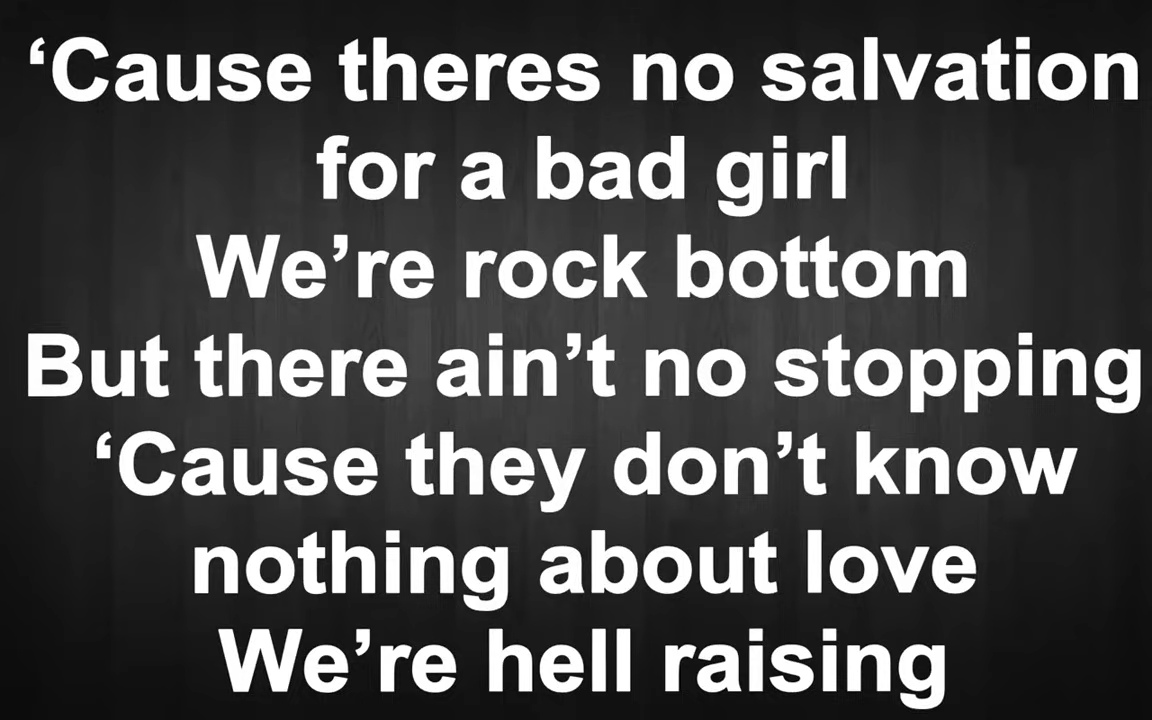 ‘Cause theres no salvation
for a bad girl
We’re rock bottom
But there ain’t no stopping
‘Cause they don’t know
nothing about love
We’re hell raising